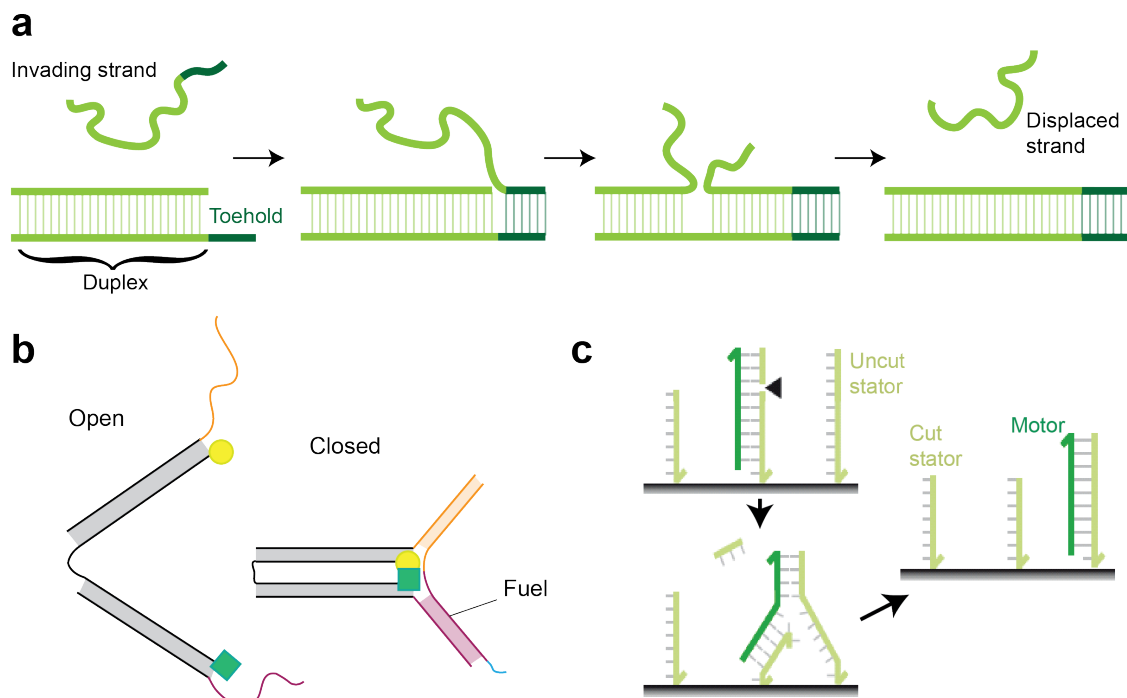 a
Invading strand
Displaced
strand
Toehold
Duplex
b
Open
Closed
Fuel
c
Uncut
stator
Cut
stator
Motor